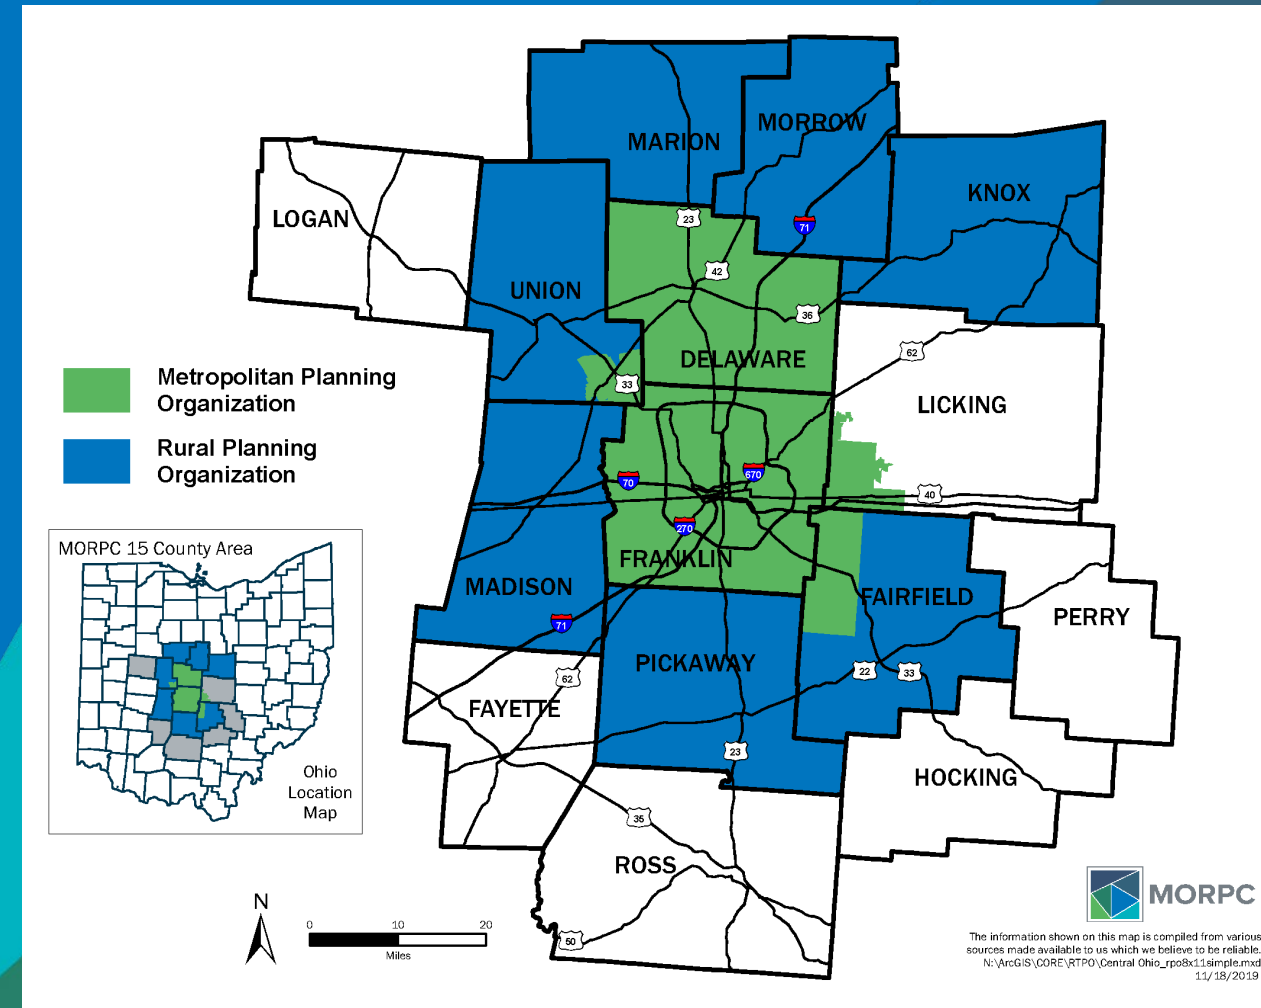 MARION
MORROW
KNOX
LOGAN
23
71
42
UNION
36
62
DELAWARE
33
LICKING
Metropolitan Planning
Organization
Rural Planning
Organization
70
670
40
270
FRANKLIN
MADISON
FAIRFIELD
PERRY
71
PICKAWAY
62
22
33
FAYETTE
23
HOCKING
35
ROSS
50
MORPC 15 County Area
Ohio
Location
Map
N
0 10 20
Miles
MORPC
The information shown on this map is compiled from various
sources made available to us which we believe to be reliable.
N:\ArcGIS\CORE\RTPO\Central Ohio_rpo8x11simple.mxd
11/18/2019